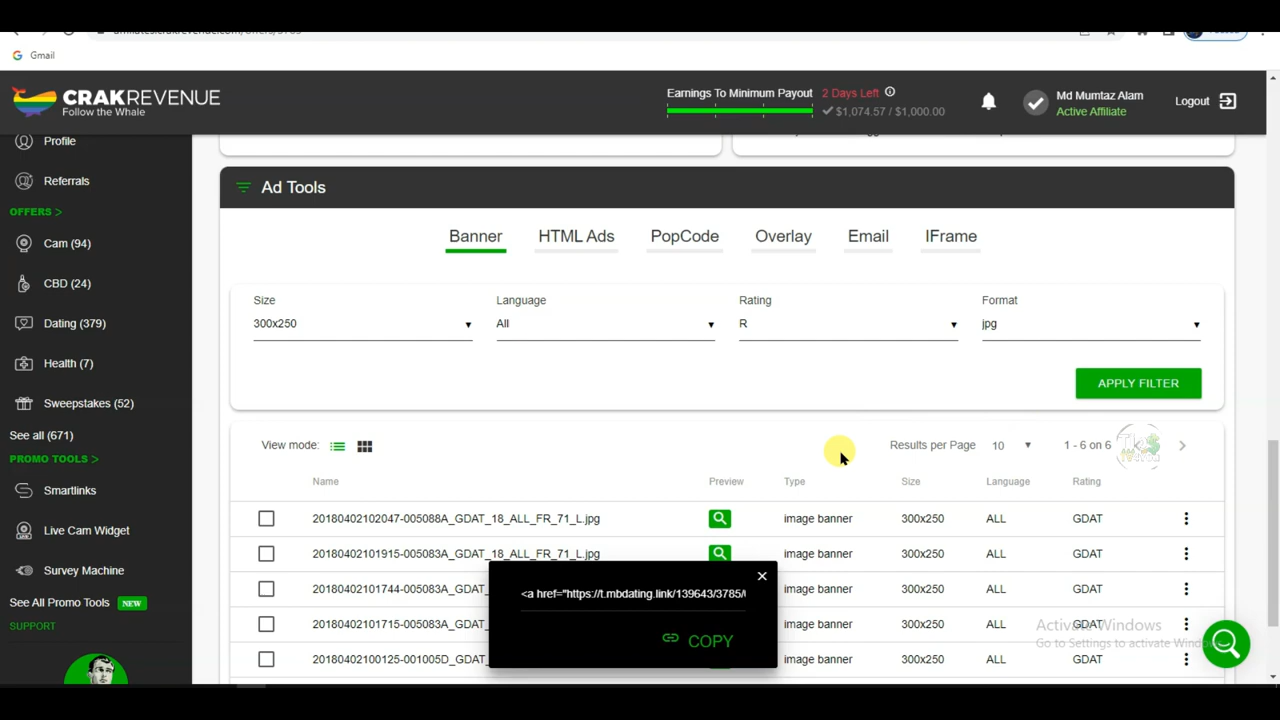 Gmail
CRAKREVENUE
Follow the Whale
Earnings To Minimum Payout 2 Days Left
$1,074.57 / $1,000.00
Md Mumtaz Alam
Active Affiliate
Logout
Profile
Referrals
OFFERS >
Cam (94)
CBD (24)
Dating (379)
Health (7)
Sweepstakes (52)
See all (671)
PROMO TOOLS >
Smartlinks
Live Cam Widget
Survey Machine
See All Promo Tools NEW
SUPPORT
Ad Tools
Banner HTML Ads PopCode Overlay Email IFrame
Size Language Rating Format
300x250 All R jpg
APPLY FILTER
View mode: Results per Page 10 1 - 6 on 6
Name Preview Type Size Language Rating
20180402102047-005088A_GDAT_18_ALL_FR_71_L.jpg image banner 300x250 ALL GDAT
20180402101915-005083A_GDAT_18_ALL_FR_71_L.jpg image banner 300x250 ALL GDAT
20180402101744-005083A_GDAT_ image banner 300x250 ALL GDAT
20180402101715-005083A_GDAT_ image banner 300x250 ALL GDAT
20180402100125-001005D_GDAT_ image banner 300x250 ALL GDAT
<a href="https://t.mbdating.link/139643/3785/
COPY
Activate Windows
Go to Settings to activate Windows